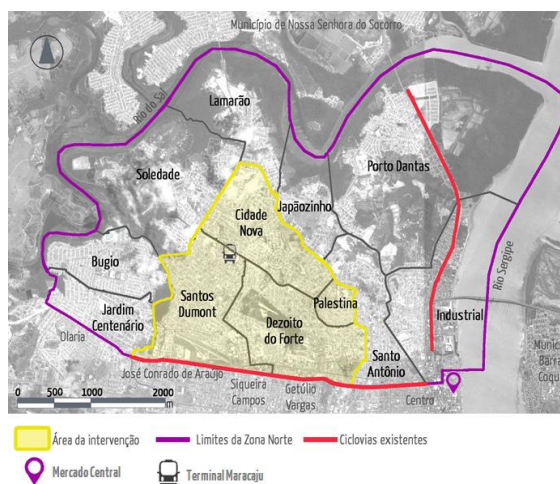 Município de Nossa Senhora do Socorro
Rio do Sal
Lamarão
Soledade
Porto Dantas
Japãozinho
Cidade
Nova
Bugio
Rio Sergipe
Santos
Dumont
Palestina
Jardim
Centenário
Dezoito
do Forte
Industrial
Olaria
Santo
Antônio
José Conrado de Araújo
Siqueira
Campos
Getúlio
Vargas
Centro
Barra
Coqu
0 500 1000 2000
Área da intervenção
Limites da Zona Norte
Ciclovias existentes
Mercado Central
Terminal Maracaju